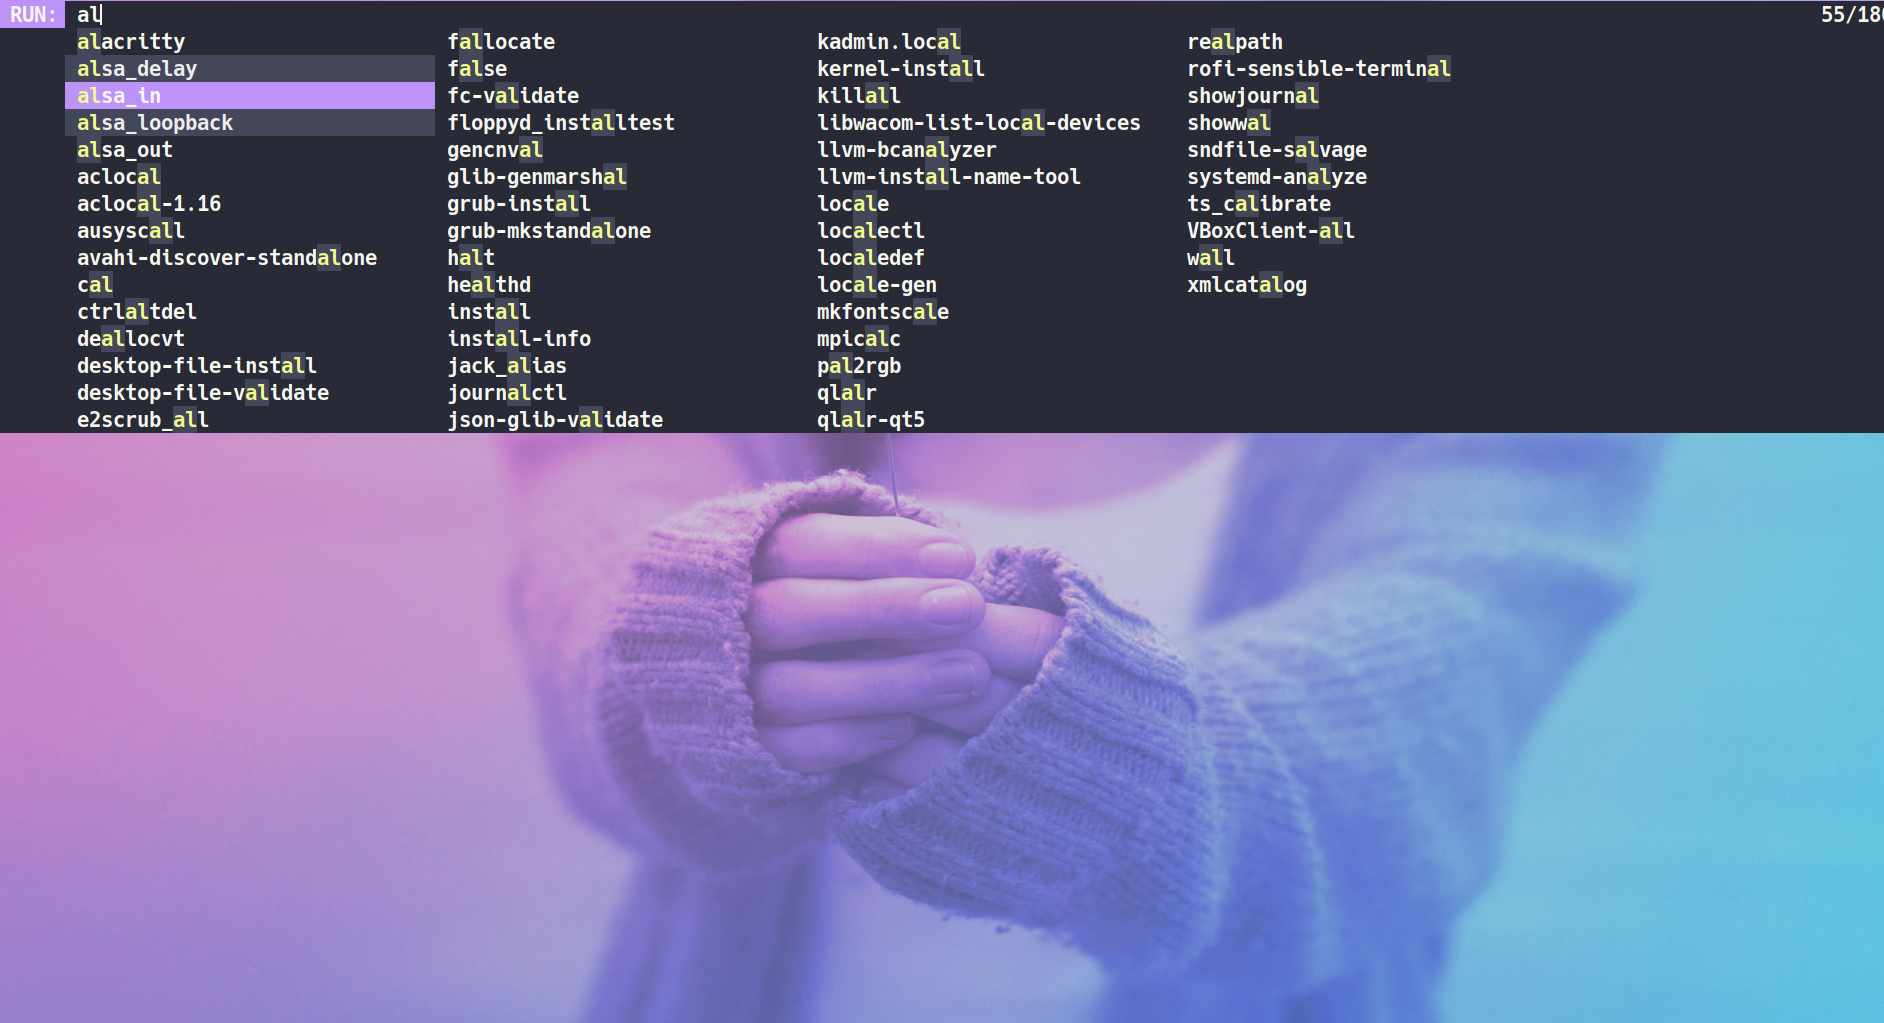 RUN: al 55/180
alacritty
alsa_delay
alsa_in
alsa_loopback
alsa_out
aclocal
aclocal-1.16
ausyscall
avahi-discover-standalone
cal
ctrlaltdel
deallocvt
desktop-file-install
desktop-file-validate
e2scrub_all
fallocate
false
fc-validate
floppyd_installtest
gencnval
glib-genmarshal
grub-install
grub-mkstandalone
halt
healthd
install
install-info
jack_alias
journalctl
json-glib-validate
kadmin.local
kernel-install
killall
libwacom-list-local-devices
llvm-bcanalyzer
llvm-install-name-tool
locale
localectl
localedef
locale-gen
mkfontscale
mpicalc
pal2rgb
qlalr
qlalr-qt5
realpath
rofi-sensible-terminal
showjournal
showwal
sndfile-salvage
systemd-analyze
ts_calibrate
VBoxClient-all
wall
xmlcatalog